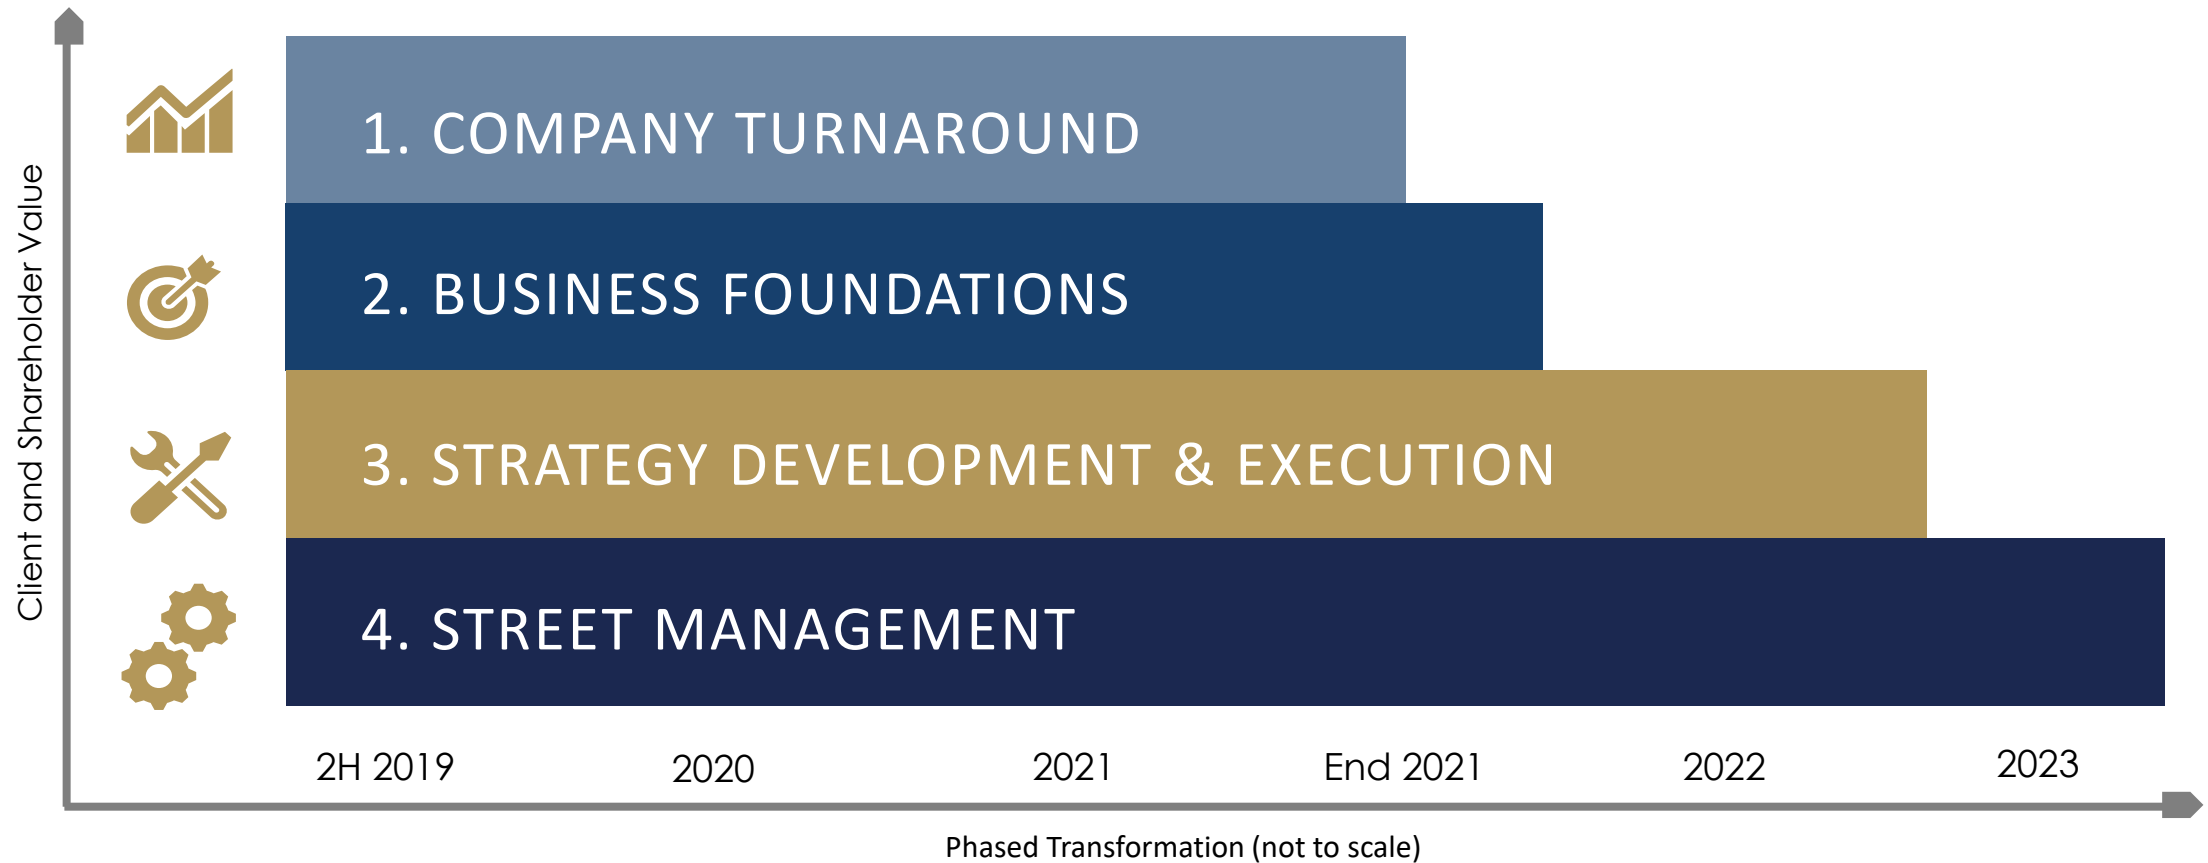 Client and Shareholder Value
1. COMPANY TURNAROUND
2. BUSINESS FOUNDATIONS
3. STRATEGY DEVELOPMENT & EXECUTION
4. STREET MANAGEMENT
2H 2019
2020
2021
End 2021
2022
2023
Phased Transformation (not to scale)